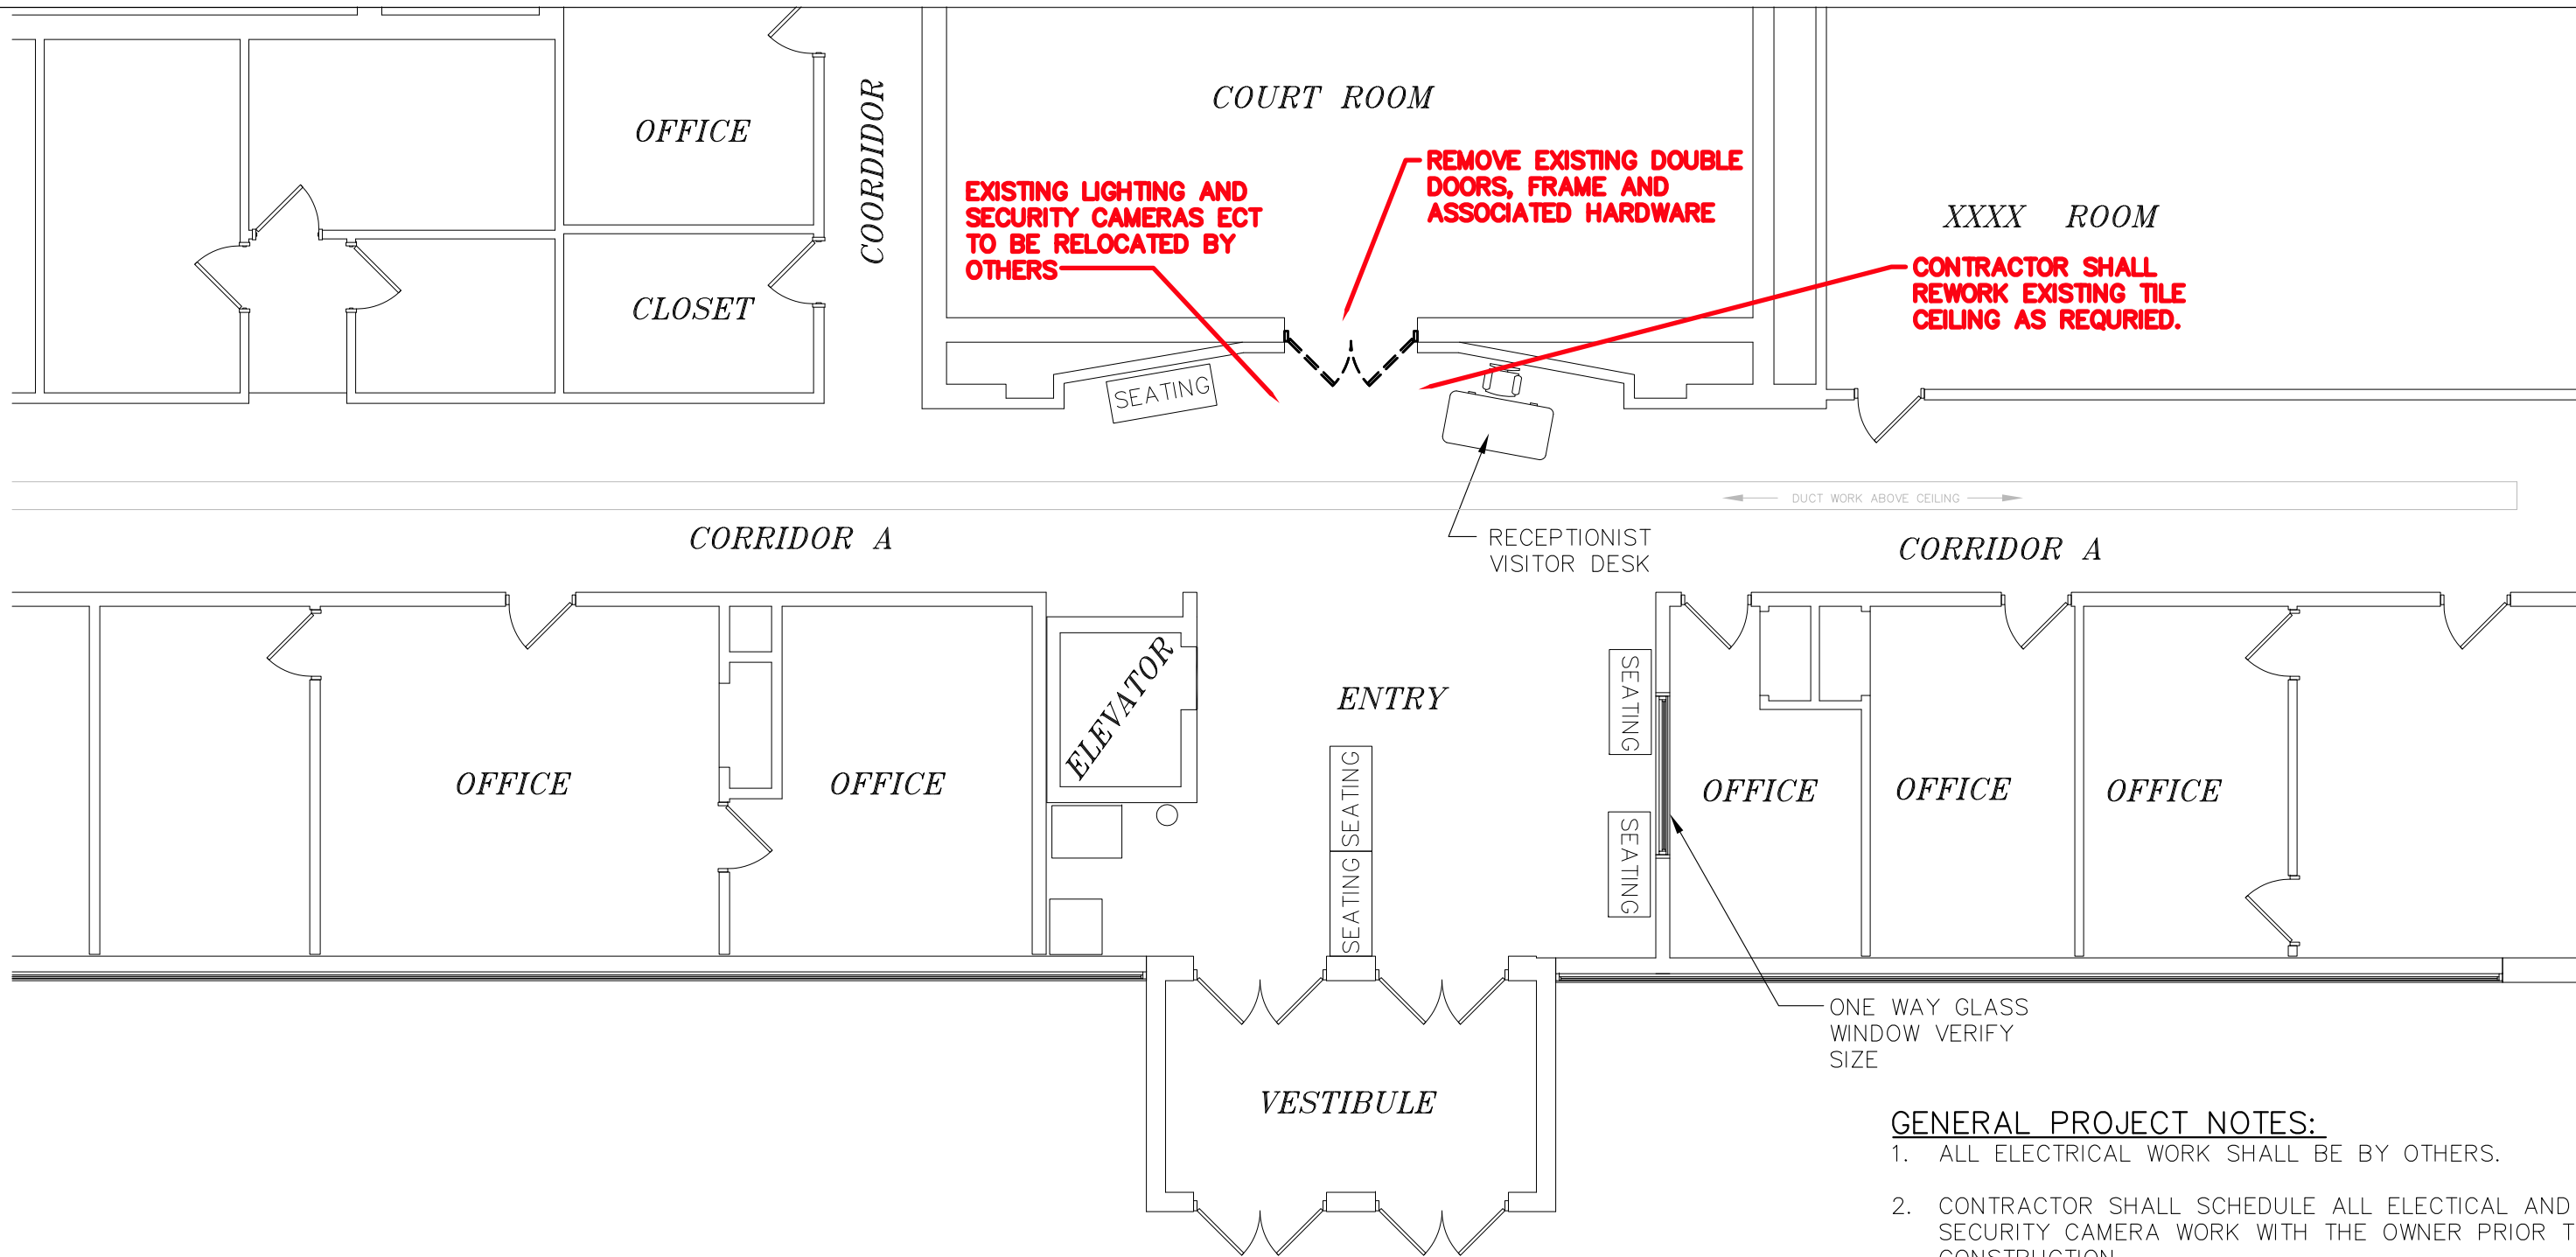 COURT ROOM
OFFICE
COORDIDOR
REMOVE EXISTING DOUBLE
DOORS, FRAME AND
ASSOCIATED HARDWARE
EXISTING LIGHTING AND
SECURITY CAMERAS ECT
TO BE RELOCATED BY
OTHERS
XXXX ROOM
CONTRACTOR SHALL
REWORK EXISTING TILE
CEILING AS REQURIED.
CLOSET
SEATING
DUCT WORK ABOVE CEILING
CORRIDOR A
RECEPTIONIST
VISITOR DESK
CORRIDOR A
ELEVATOR
ENTRY
SEATING
SEATING
SEATING
SEATING
OFFICE
OFFICE
OFFICE
OFFICE
OFFICE
ONE WAY GLASS
WINDOW VERIFY
SIZE
VESTIBULE
GENERAL PROJECT NOTES:
1. ALL ELECTRICAL WORK SHALL BE BY OTHERS.
2. CONTRACTOR SHALL SCHEDULE ALL ELECTICAL AND
SECURITY CAMERA WORK WITH THE OWNER PRIOR T
CONSTRUCTION